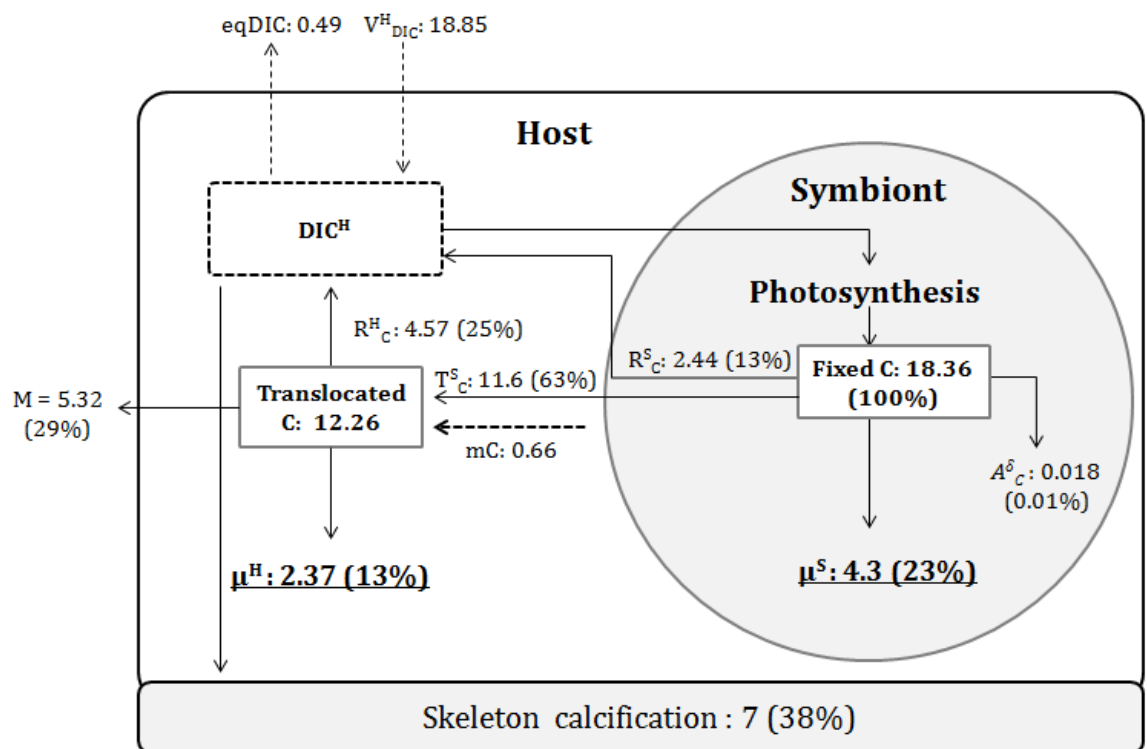 eqDIC: 0.49
V^H_DIC: 18.85
Host
Symbiont
DIC^H
Photosynthesis
R^H_C: 4.57 (25%)
R^S_C: 2.44 (13%)
Fixed C: 18.36
(100%)
T^S_C: 11.6 (63%)
Translocated
C: 12.26
M = 5.32
(29%)
mC: 0.66
A^δ_C: 0.018
(0.01%)
μ^H: 2.37 (13%)
μ^S: 4.3 (23%)
Skeleton calcification : 7 (38%)